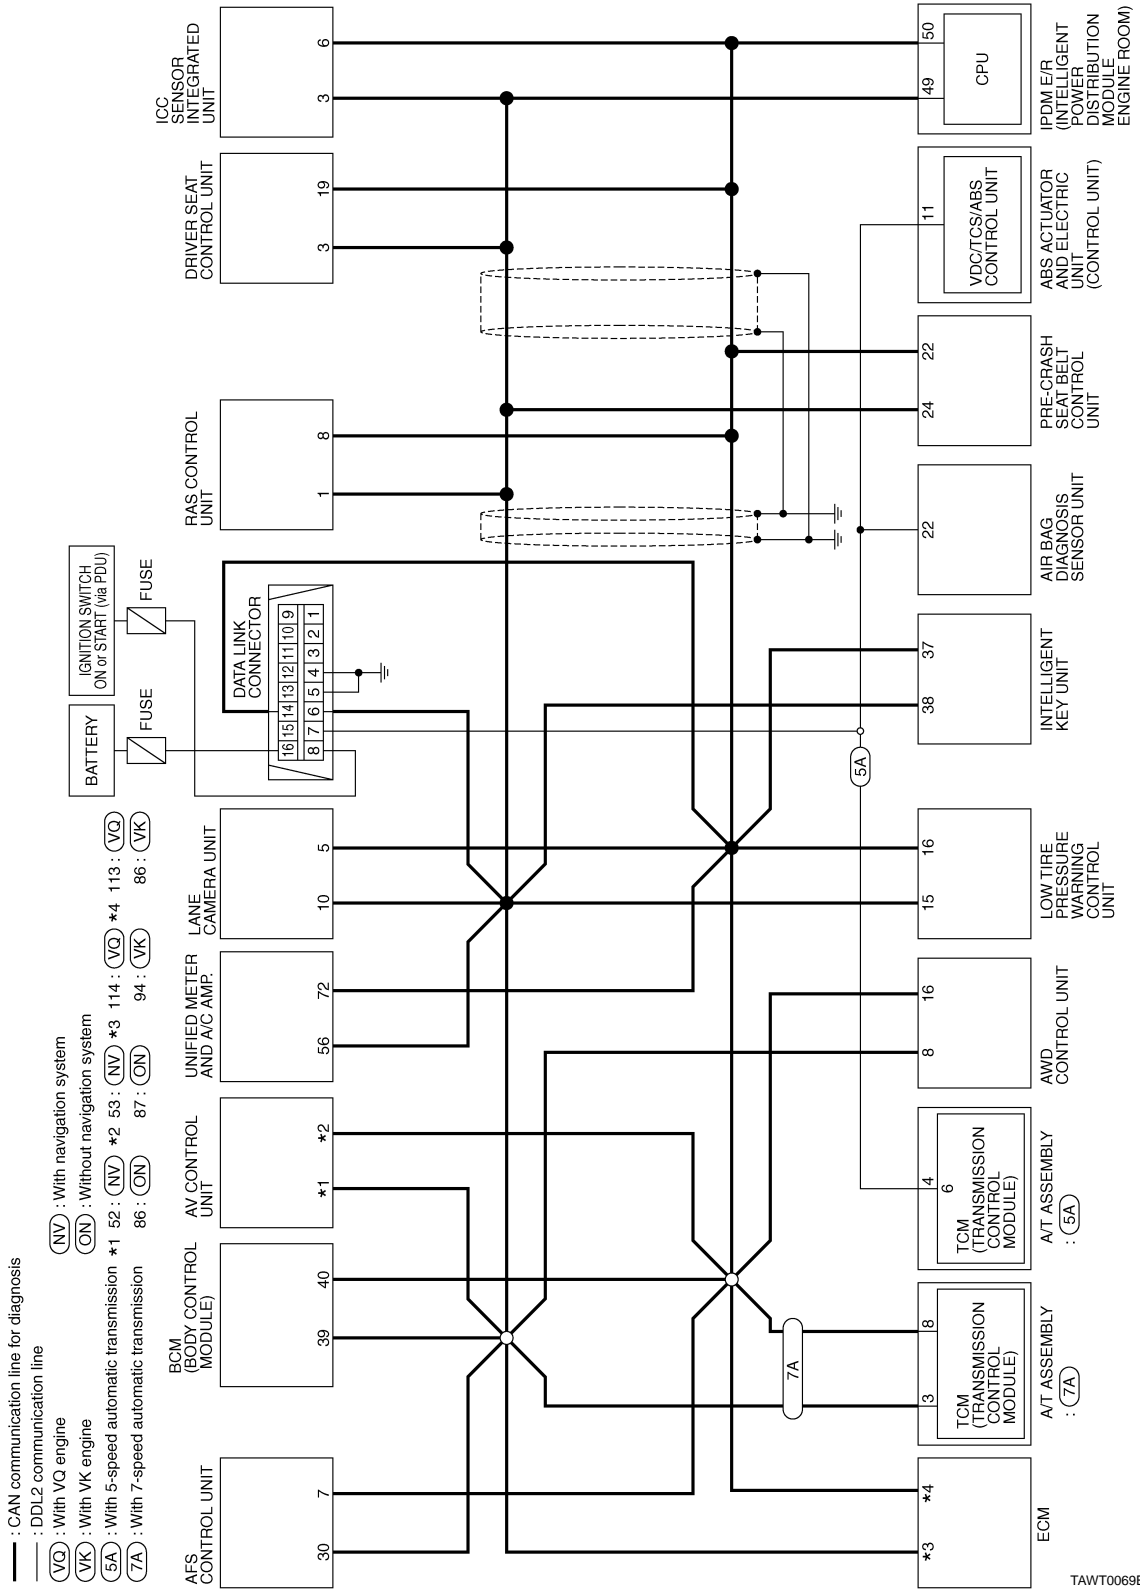 : CAN communication line for diagnosis
: DDL2 communication line
VQ : With VQ engine
VK : With VK engine
5A : With 5-speed automatic transmission
7A : With 7-speed automatic transmission
NV : With navigation system
ON : Without navigation system
*1 52 : NV
86 : ON
*2 53 : NV
87 : ON
*3 114 : VQ
94 : VK
*4 113 : VQ
86 : VK
BATTERY
FUSE
IGNITION SWITCH
ON or START (via PDU)
FUSE
AFS
CONTROL UNIT
30
7
BCM
(BODY CONTROL
MODULE)
39
40
AV CONTROL
UNIT
*1
*2
UNIFIED METER
AND A/C AMP.
56
72
LANE
CAMERA UNIT
10
5
DATA LINK
CONNECTOR
16 15 14 13 12 11 10 9
8 7 6 5 4 3 2 1
RAS CONTROL
UNIT
1
8
DRIVER SEAT
CONTROL UNIT
3
19
ICC
SENSOR
INTEGRATED
UNIT
3
6
7A
5A
*3
*4
ECM
3
8
TCM
(TRANSMISSION
CONTROL
MODULE)
A/T ASSEMBLY
: 7A
4
6
TCM
(TRANSMISSION
CONTROL
MODULE)
A/T ASSEMBLY
: 5A
8
16
AWD
CONTROL UNIT
15
16
LOW TIRE
PRESSURE
WARNING
CONTROL
UNIT
38
37
INTELLIGENT
KEY UNIT
22
AIR BAG
DIAGNOSIS
SENSOR UNIT
24
22
PRE-CRASH
SEAT BELT
CONTROL
UNIT
11
VDC/TCS/ABS
CONTROL UNIT
ABS ACTUATOR
AND ELECTRIC
UNIT
(CONTROL UNIT)
49
50
CPU
IPDM E/R
(INTELLIGENT
POWER
DISTRIBUTION
MODULE
ENGINE ROOM)